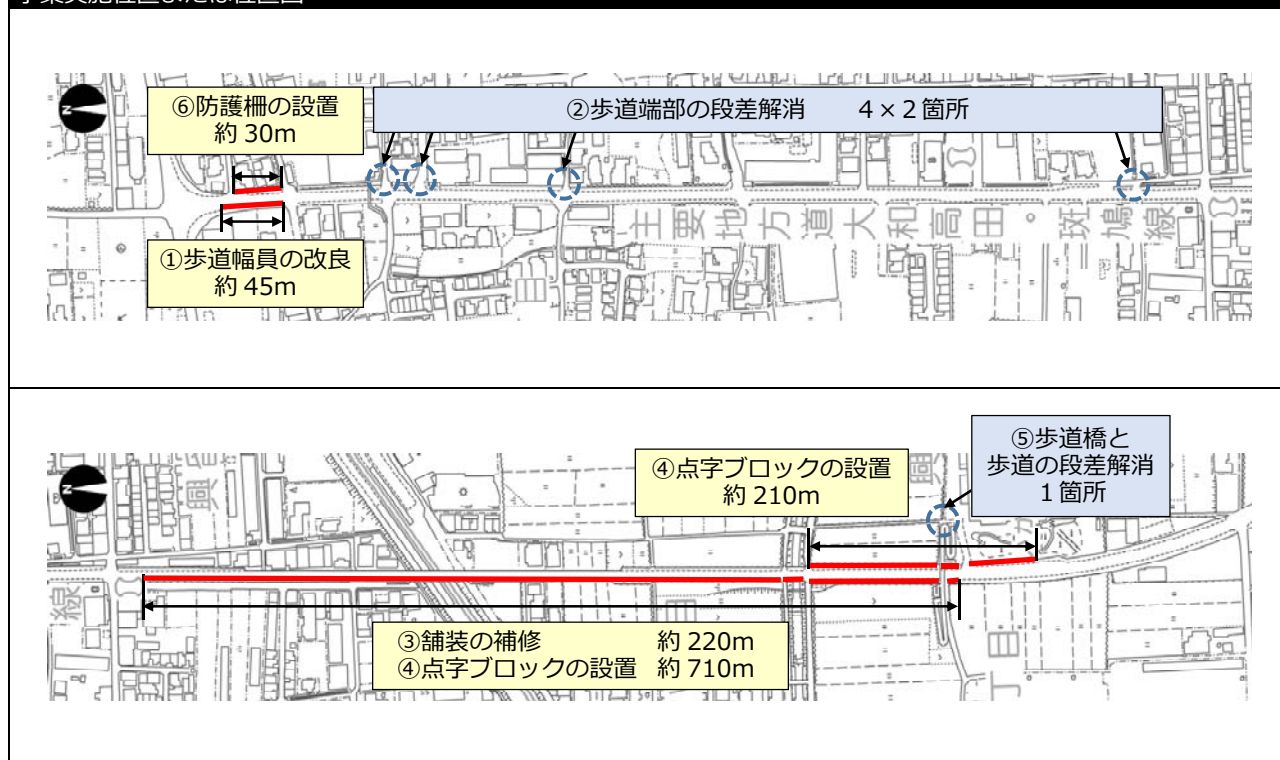 ⑥防護柵の設置
約 30m
②歩道端部の段差解消 4×2箇所
N
①歩道幅員の改良
約 45m
主要地方道大和高田 斑鳩線
⑤歩道橋と
歩道の段差解消
1箇所
④点字ブロックの設置
約 210m
N
線
③舗装の補修 約 220m
④点字ブロックの設置 約 710m